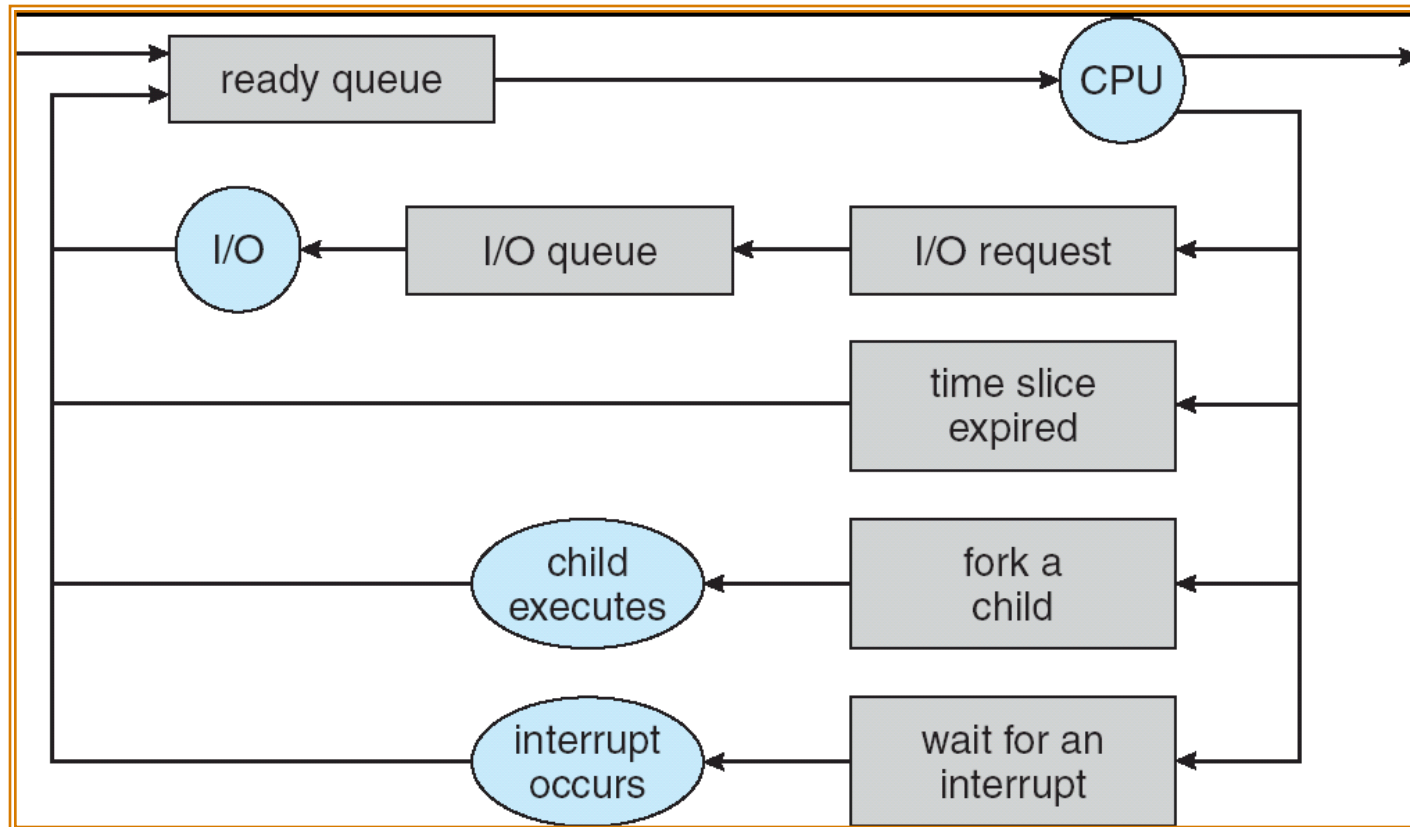 ready queue
CPU
I/O
I/O queue
I/O request
time slice
expired
child
executes
fork a
child
interrupt
occurs
wait for an
interrupt